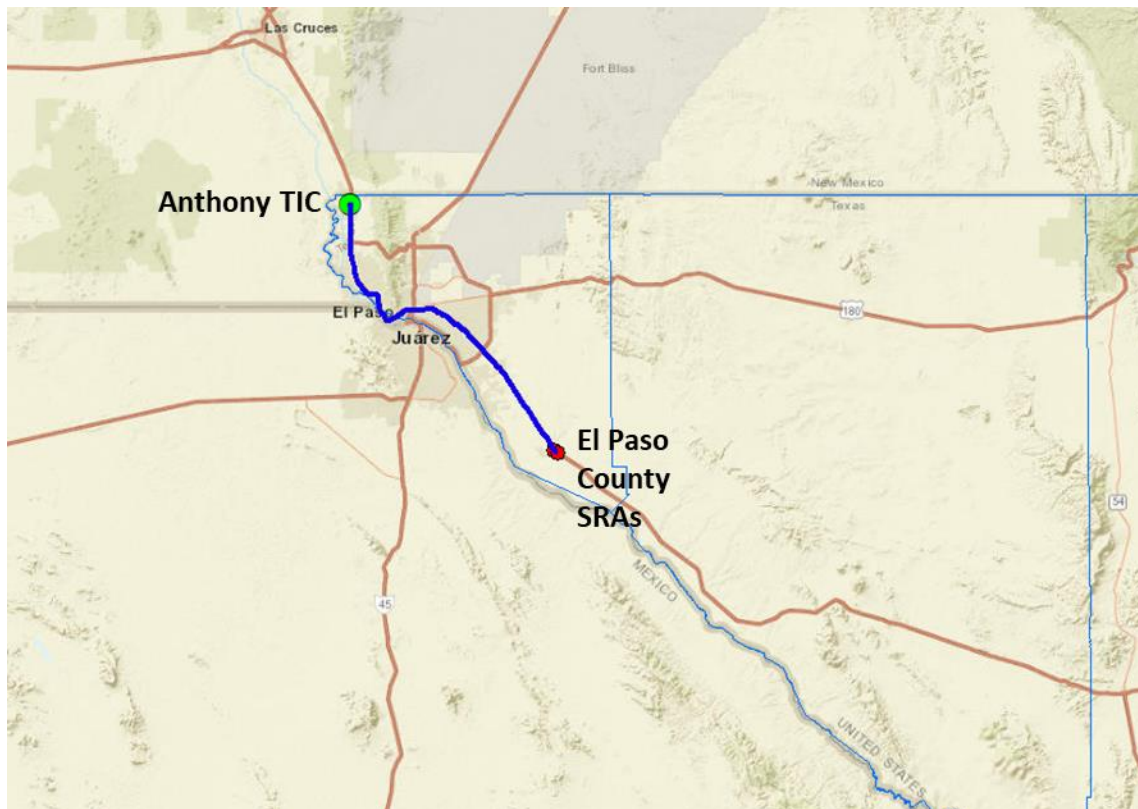 Las Cruces
Fort Bliss
New Mexico
Texas
Anthony TIC
El Paso
180
Juárez
El Paso
County
SRAs
54
MEXICO
45
UNITED STATES